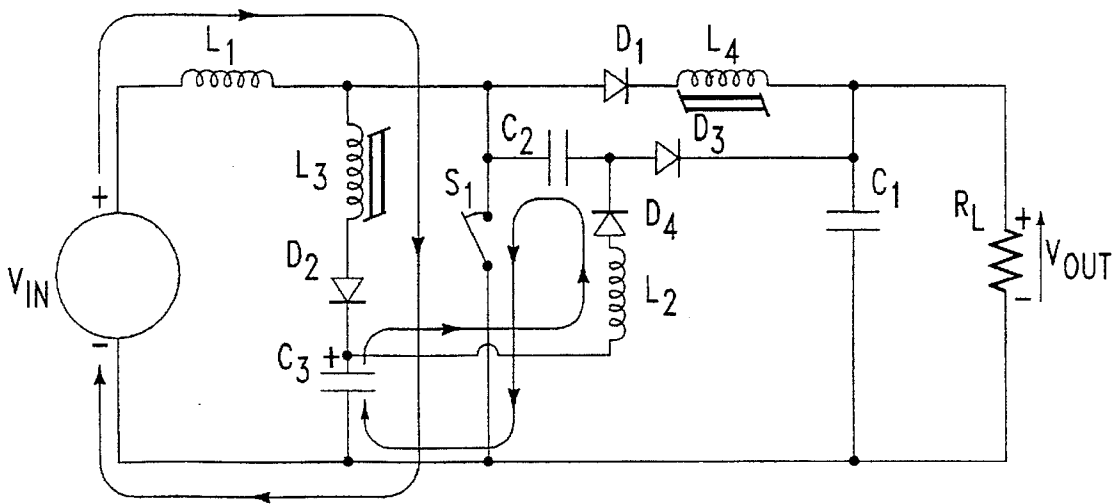 L1
D1
L4
C2
D3
L3
S1
C1
+
D4
RL
+
D2
VIN
L2
VOUT
-
-
C3
+